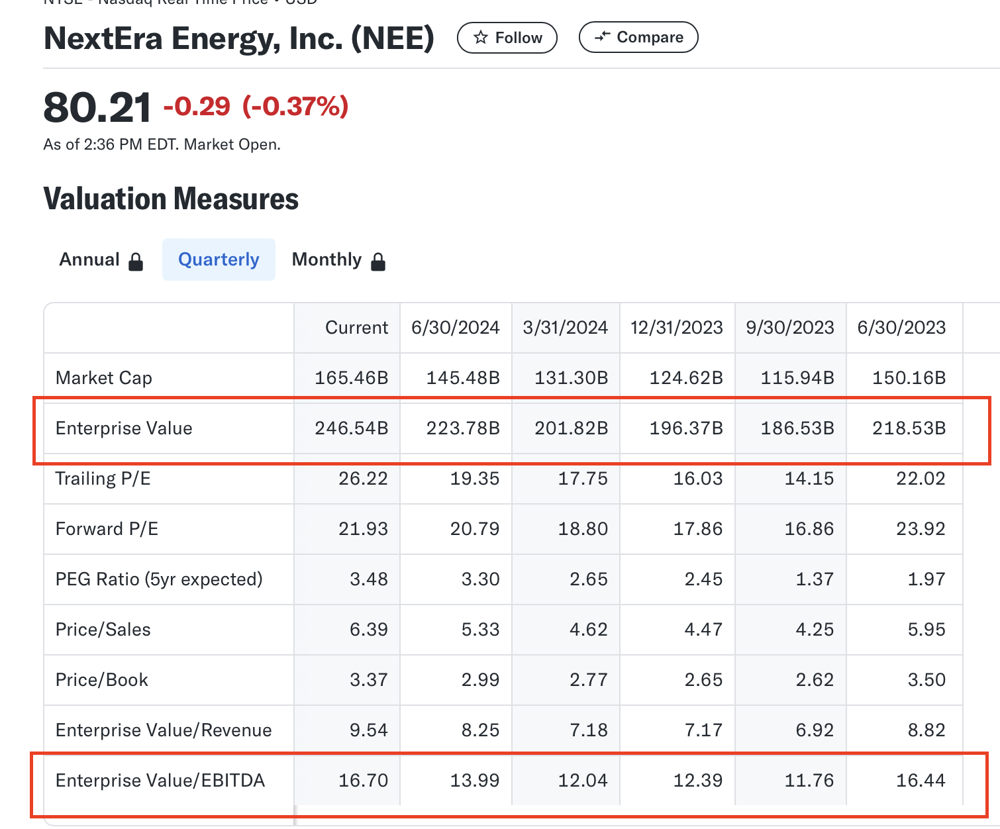 NYSE - Nasdaq Real Time Price • USD
NextEra Energy, Inc. (NEE) Follow Compare
80.21 -0.29 (-0.37%)
As of 2:36 PM EDT. Market Open.
Valuation Measures
Annual Quarterly Monthly
Current 6/30/2024 3/31/2024 12/31/2023 9/30/2023 6/30/2023
Market Cap 165.46B 145.48B 131.30B 124.62B 115.94B 150.16B
Enterprise Value 246.54B 223.78B 201.82B 196.37B 186.53B 218.53B
Trailing P/E 26.22 19.35 17.75 16.03 14.15 22.02
Forward P/E 21.93 20.79 18.80 17.86 16.86 23.92
PEG Ratio (5yr expected) 3.48 3.30 2.65 2.45 1.37 1.97
Price/Sales 6.39 5.33 4.62 4.47 4.25 5.95
Price/Book 3.37 2.99 2.77 2.65 2.62 3.50
Enterprise Value/Revenue 9.54 8.25 7.18 7.17 6.92 8.82
Enterprise Value/EBITDA 16.70 13.99 12.04 12.39 11.76 16.44